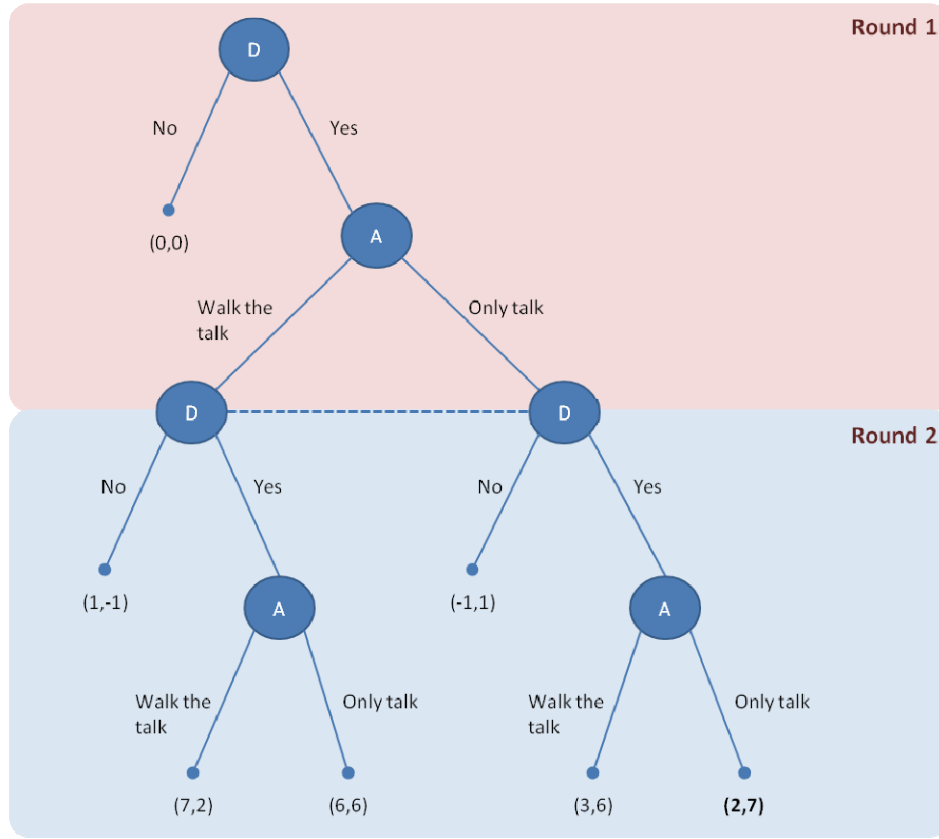 Round 1
D
No
Yes
(0,0)
A
Walk the
talk
Only talk
D
D
Round 2
No
Yes
No
Yes
(1,-1)
A
(-1,1)
A
Walk the
talk
Only talk
Walk the
talk
Only talk
(7,2)
(6,6)
(3,6)
(2,7)